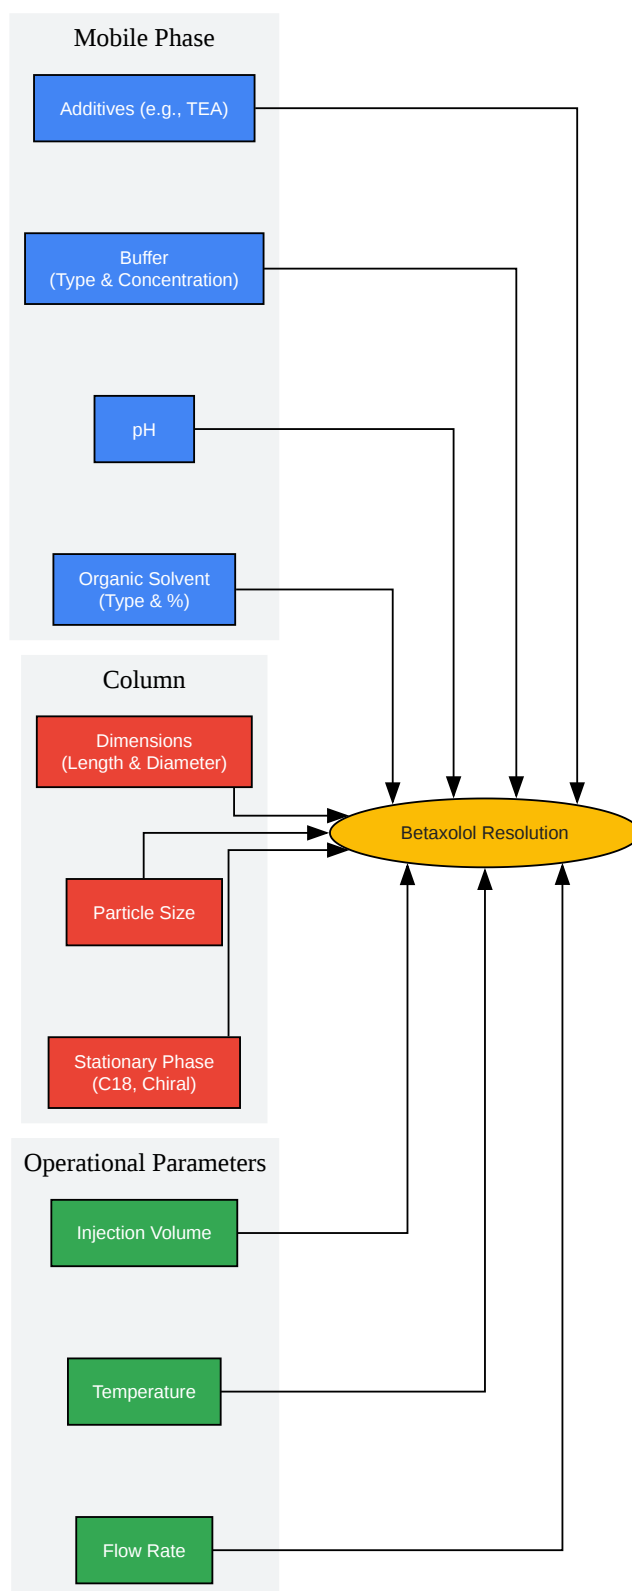 Mobile Phase
Additives (e.g., TEA)
Buffer
(Type & Concentration)
pH
Organic Solvent
(Type & %)
Column
Dimensions
(Length & Diameter)
Betaxolol Resolution
Particle Size
Stationary Phase
(C18, Chiral)
Operational Parameters
Injection Volume
Temperature
Flow Rate